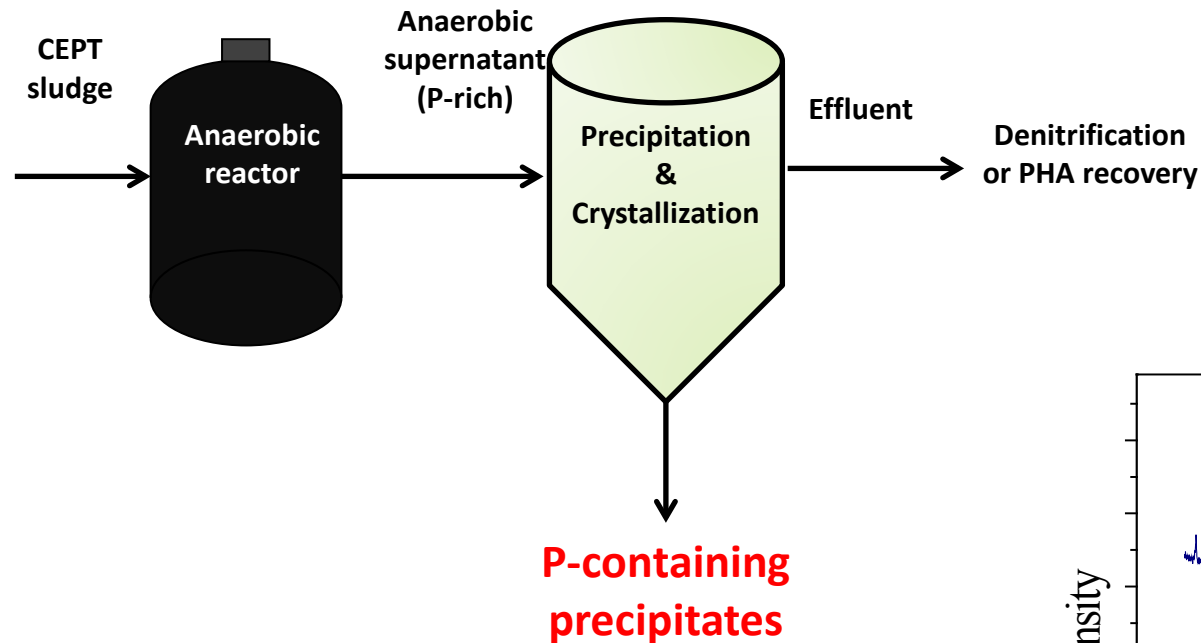 CEPT
sludge
Anaerobic
reactor
Anaerobic
supernatant
(P-rich)
Precipitation
&
Crystallization
Effluent
Denitrification
or PHA recovery
P-containing
precipitates